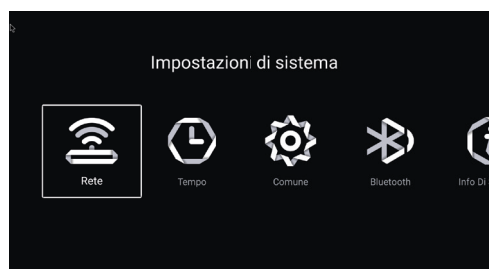 Impostazioni di sistema
Rete
Tempo
Comune
Bluetooth
Info Di